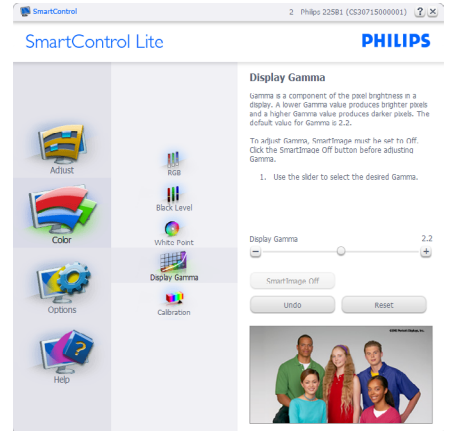 SmartControl
2 Philips 225B1 (CS30715000001) ? X
SmartControl Lite
PHILIPS
Adjust
Color
Options
Help
RGB
Black Level
White Point
Display Gamma
Calibration
Display Gamma
Gamma is a component of the pixel brightness in a
display. A lower Gamma value produces brighter pixels
and a higher Gamma value produces darker pixels. The
default value for Gamma is 2.2.
To adjust Gamma, SmartImage must be set to Off.
Click the SmartImage Off button before adjusting
Gamma.
1. Use the slider to select the desired Gamma.
Display Gamma 2.2
SmartImage Off
Undo Reset